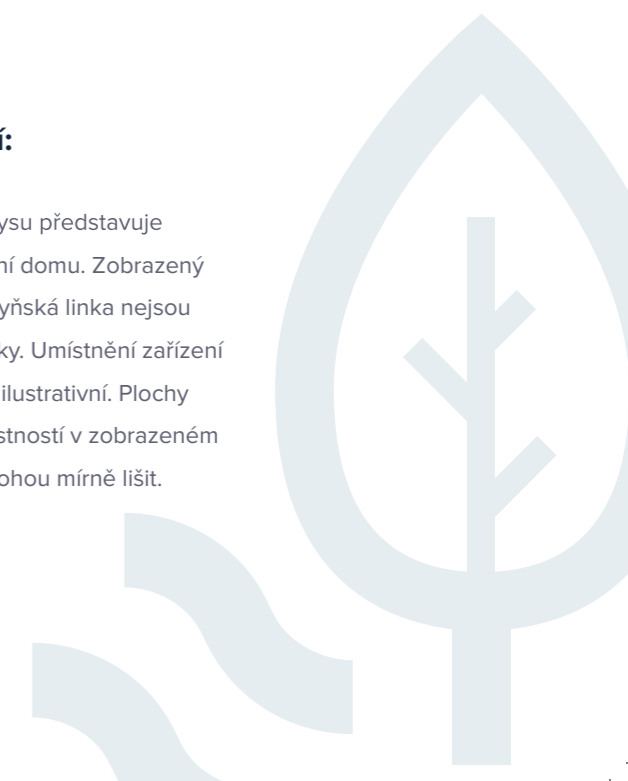 í:
ysu představuje
ní domu. Zobrazený
yňská linka nejsou
ky. Umístnění zařízení
ilustrativní. Plochy
stností v zobrazeném
ohou mírně lišit.